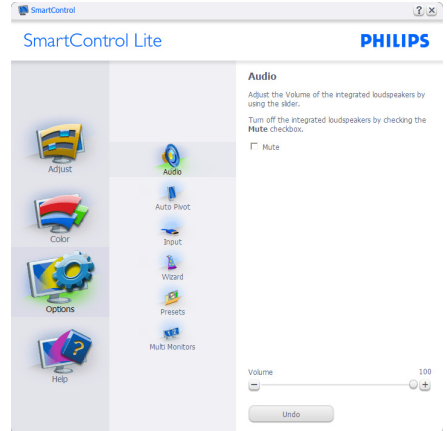 SmartControl
SmartControl Lite
PHILIPS
Adjust
Color
Options
Help
Audio
Auto Pivot
Input
Wizard
Presets
Multi Monitors
Audio
Adjust the Volume of the integrated loudspeakers by
using the slider.
Turn off the integrated loudspeakers by checking the
Mute checkbox.
Mute
Volume 100
Undo